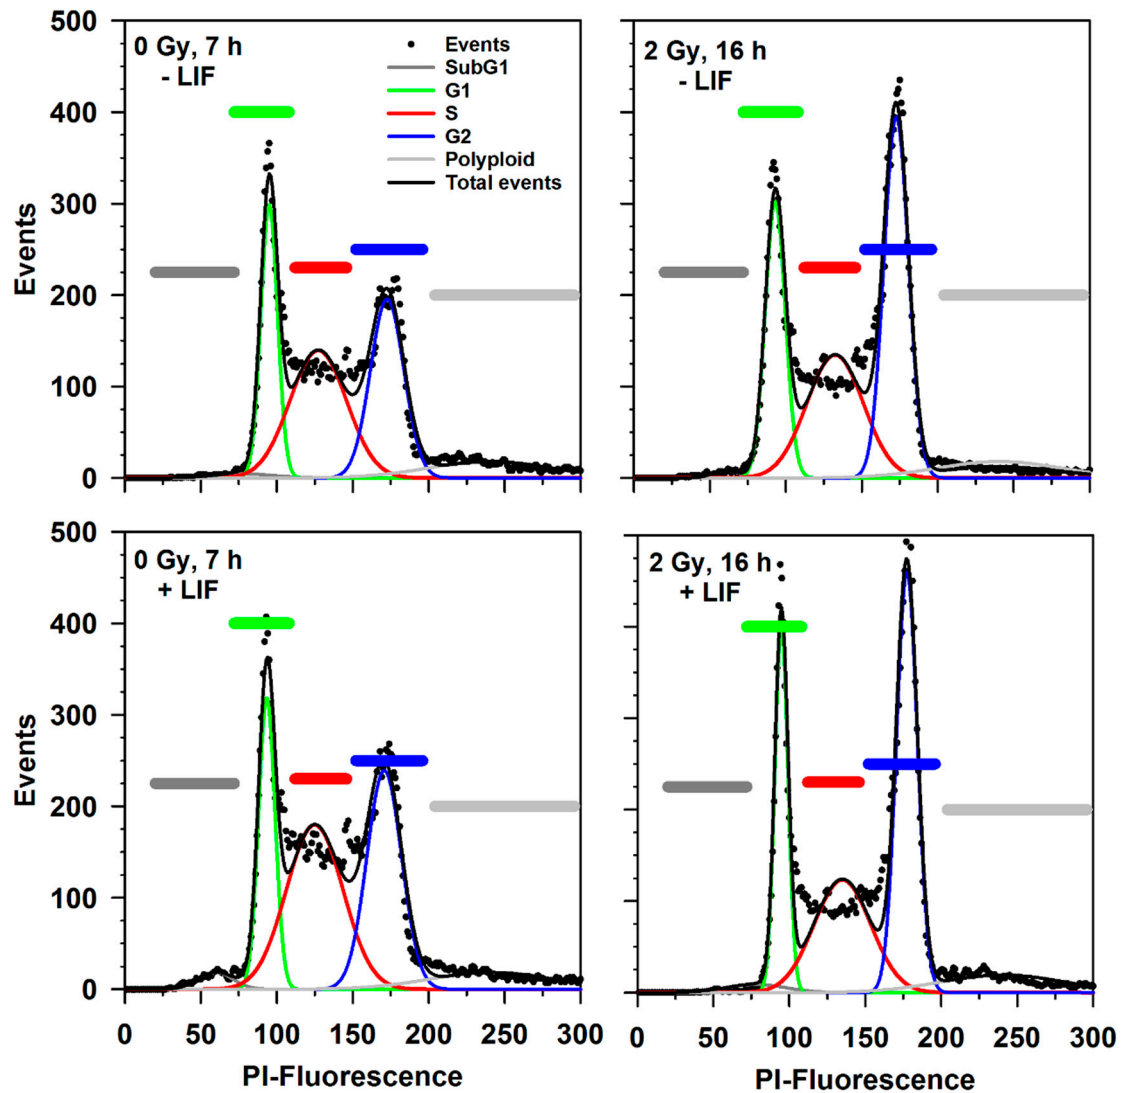 500
400
300
200
100
0
Events
0 Gy, 7 h
- LIF
Events
SubG1
G1
S
G2
Polyploid
Total events
2 Gy, 16 h
- LIF
500
400
300
200
100
0
Events
0 Gy, 7 h
+ LIF
2 Gy, 16 h
+ LIF
0 50 100 150 200 250 300
0 50 100 150 200 250 300
PI-Fluorescence
PI-Fluorescence